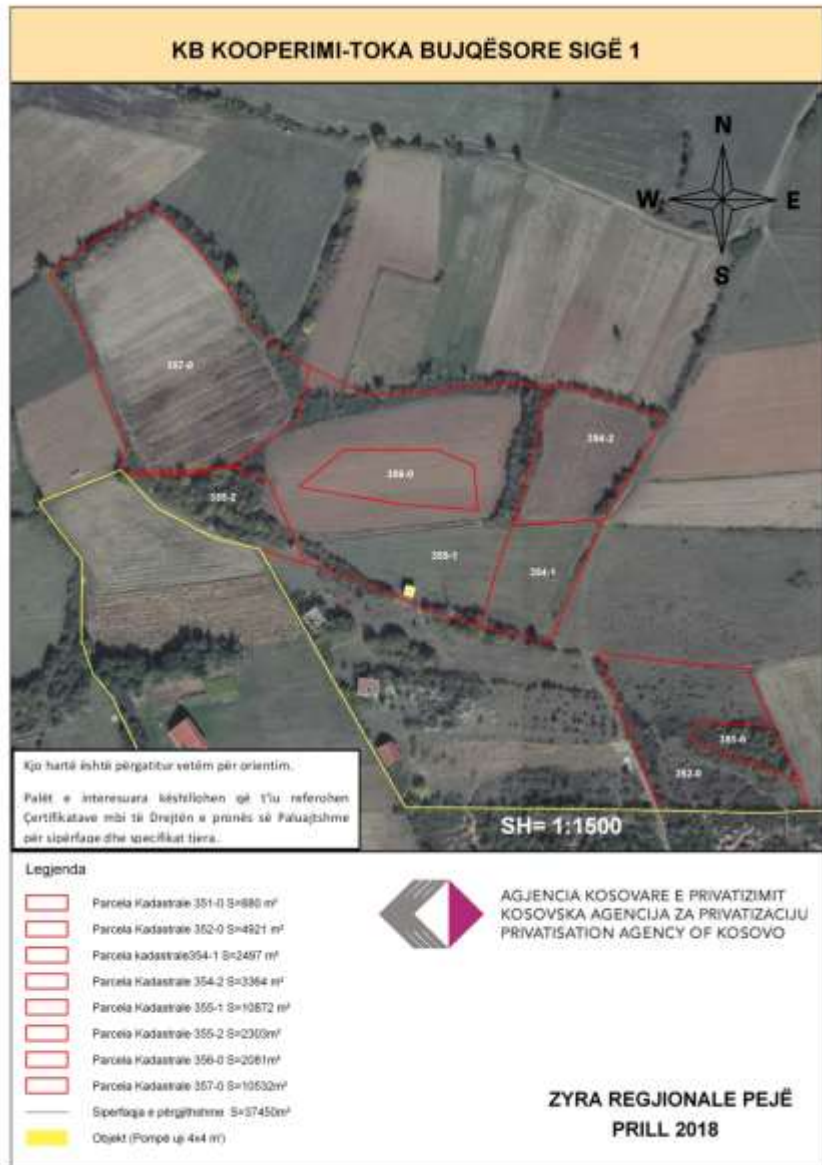 KB KOOPERIMI-TOKA BUJQËSORE SIGË 1
N
W
E
S
357-0
354-2
356-0
355-2
355-1
354-1
351-0
352-0
Kjo hartë është përgatitur vetëm për orientim.
Palët e interesuara këshillohen që t'iu referohen
Çertifikatave mbi të Drejtën e pronës së Paluajtshme
për sipërfaqe dhe specifikat tjera.
SH= 1:1500
Legjenda
Parcela Kadastrale 351-0 S=880 m²
Parcela Kadastrale 352-0 S=4921 m²
Parcela kadastrale354-1 S=2497 m²
Parcela Kadastrale 354-2 S=3364 m²
Parcela Kadastrale 355-1 S=10872 m²
Parcela Kadastrale 355-2 S=2303m²
Parcela Kadastrale 356-0 S=2081m²
Parcela Kadastrale 357-0 S=10532m²
Siperfaqja e përgjithshme S=37450m²
Objekt (Pompë uji 4x4 m²)
AGJENCIA KOSOVARE E PRIVATIZIMIT
KOSOVSKA AGENCIJA ZA PRIVATIZACIJU
PRIVATISATION AGENCY OF KOSOVO
ZYRA REGJIONALE PEJË
PRILL 2018